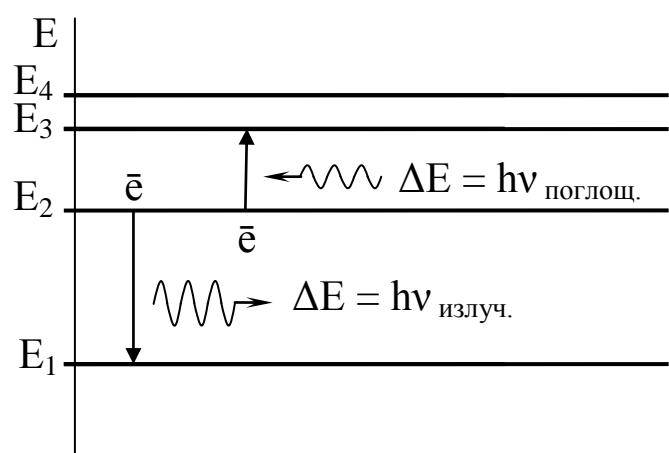 E
E₄
E₃
ΔE = hν поглощ.
ē
E₂
ē
ΔE = hν излуч.
E₁